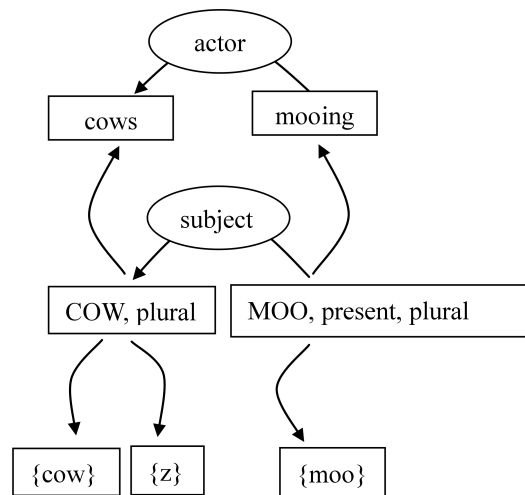 actor
cows
mooing
subject
COW, plural
MOO, present, plural
{cow}
{z}
{moo}